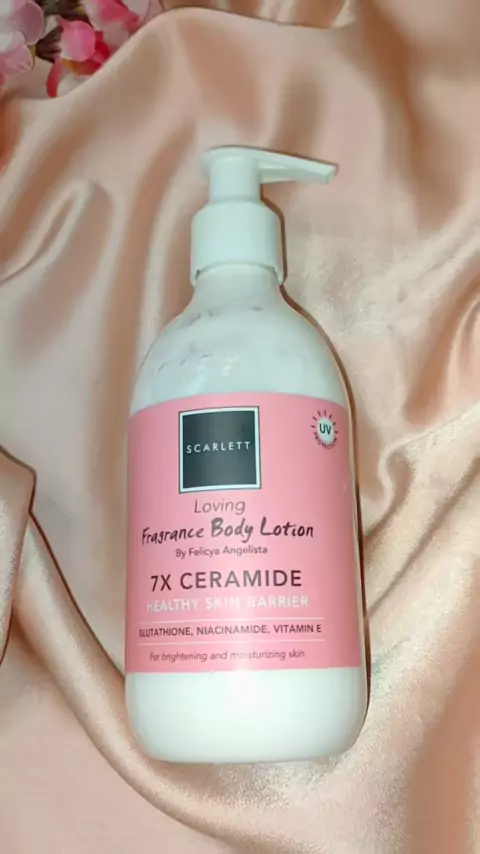 SCARLETT
UV
PROTECTION
Loving
Fragrance Body Lotion
By Felicya Angelista
7X CERAMIDE
HEALTHY SKIN BARRIER
GLUTATHIONE, NIACINAMIDE, VITAMIN E
For brightening and moisturizing skin